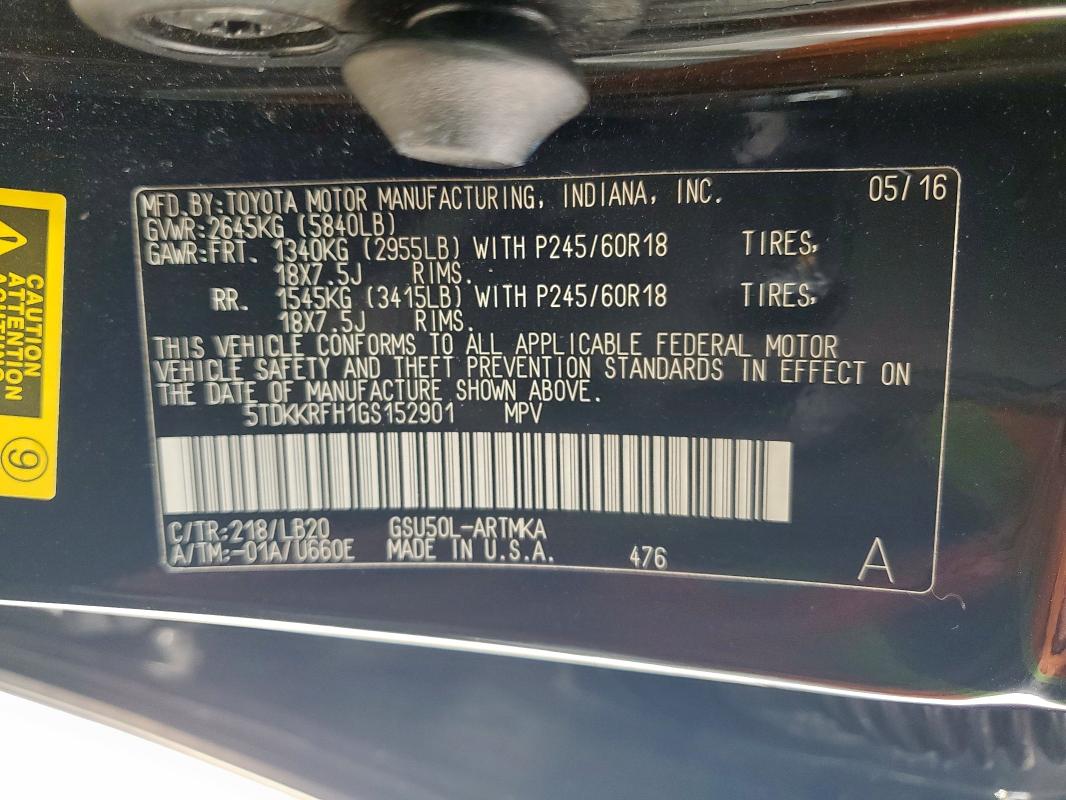 MFD.BY:TOYOTA MOTOR MANUFACTURING, INDIANA, INC. 05/16
GVWR:2645KG (5840LB)
GAWR:FRT. 1340KG (2955LB) WITH P245/60R18 TIRES,
18X7.5J RIMS.
RR. 1545KG (3415LB) WITH P245/60R18 TIRES,
18X7.5J RIMS.
THIS VEHICLE CONFORMS TO ALL APPLICABLE FEDERAL MOTOR
VEHICLE SAFETY AND THEFT PREVENTION STANDARDS IN EFFECT ON
THE DATE OF MANUFACTURE SHOWN ABOVE.
5TDKKRFH1GS152901 MPV
C/TR:218/LB20 GSU50L-ARTMKA
A/TM:-01A/U660E MADE IN U.S.A. 476 A
CAUTION
ATTENTION
9